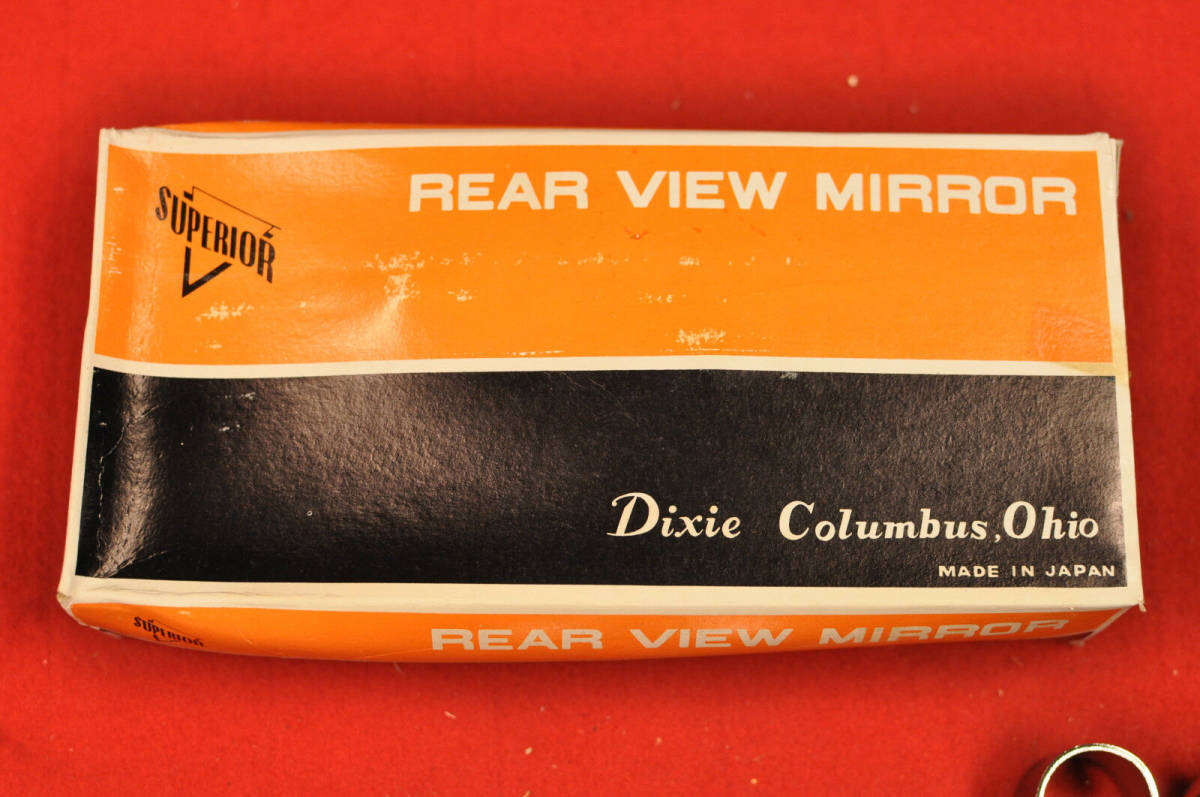 SUPERIOR
REAR VIEW MIRROR
Dixie Columbus, Ohio
MADE IN JAPAN
SUPERIOR
REAR VIEW MIRROR